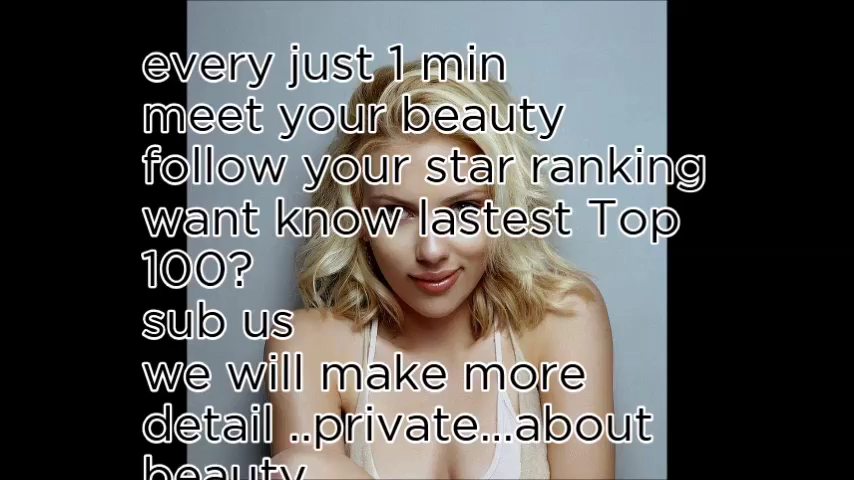 every just 1 min
meet your beauty
follow your star ranking
want know lastest Top
100?
sub us
we will make more
detail ..private...about
beauty